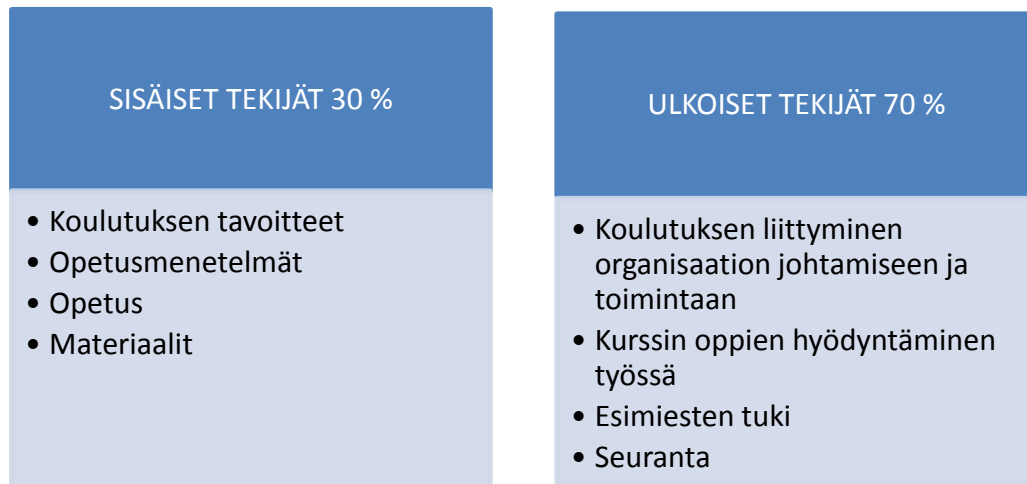 SISÄISET TEKIJÄT 30 %
• Koulutuksen tavoitteet
• Opetusmenetelmät
• Opetus
• Materiaalit
ULKOISET TEKIJÄT 70 %
• Koulutuksen liittyminen
organisaation johtamiseen ja
toimintaan
• Kurssin oppien hyödyntäminen
työssä
• Esimiesten tuki
• Seuranta